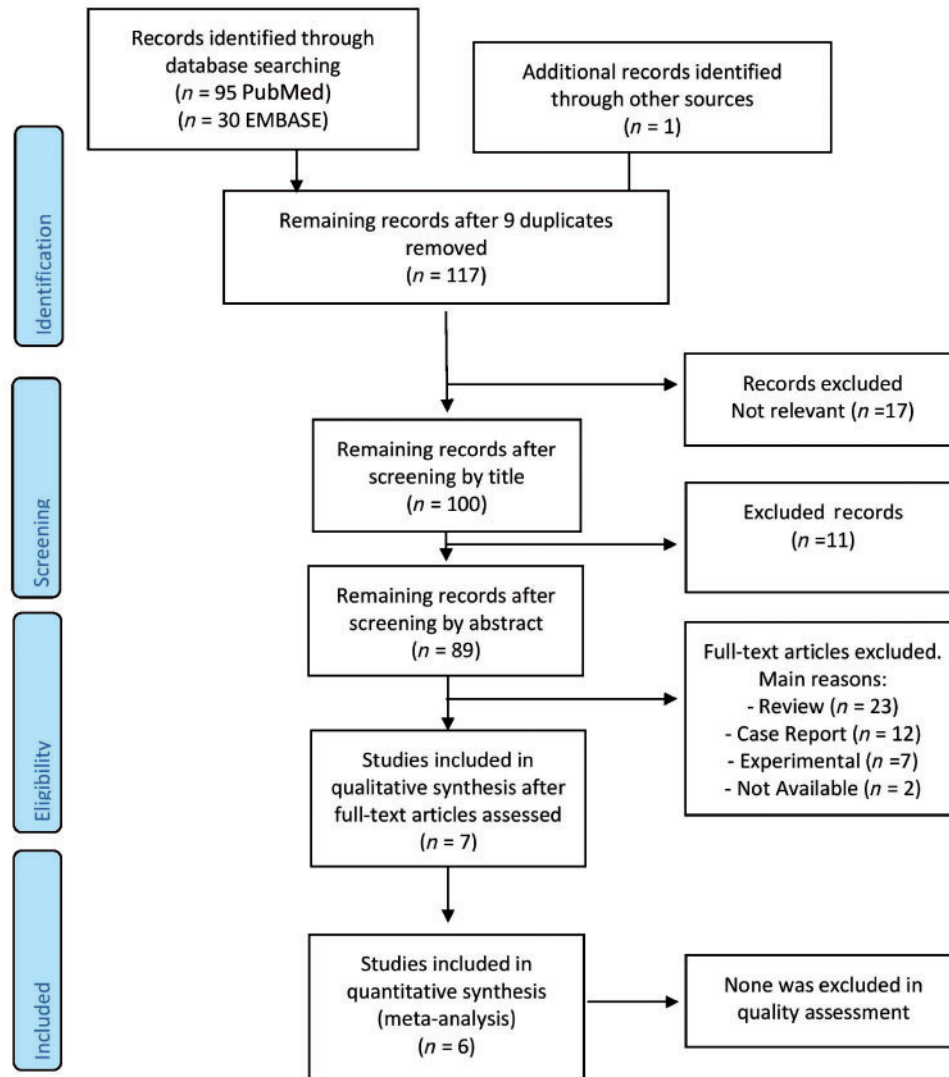 Records identified through
database searching
(n = 95 PubMed)
(n = 30 EMBASE)
Additional records identified
through other sources
(n = 1)
Identification
Remaining records after 9 duplicates
removed
(n = 117)
Records excluded
Not relevant (n =17)
Screening
Remaining records after
screening by title
(n = 100)
Excluded records
(n =11)
Remaining records after
screening by abstract
(n = 89)
Eligibility
Full-text articles excluded.
Main reasons:
- Review (n = 23)
- Case Report (n = 12)
- Experimental (n =7)
- Not Available (n = 2)
Studies included in
qualitative synthesis after
full-text articles assessed
(n = 7)
Included
Studies included in
quantitative synthesis
(meta-analysis)
(n = 6)
None was excluded in
quality assessment